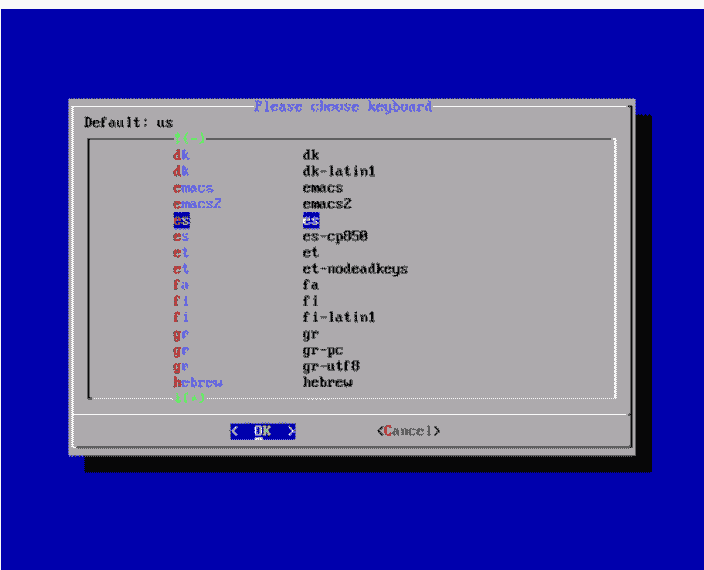 Please choose keyboard
Default: us
↑(-)
dk dk
dk dk-latin1
emacs emacs
emacs2 emacs2
es es
es es-cp850
et et
et et-nodeadkeys
fa fa
fi fi
fi fi-latin1
gr gr
gr gr-pc
gr gr-utf8
hebrew hebrew
↓(+)
< OK > <Cancel>